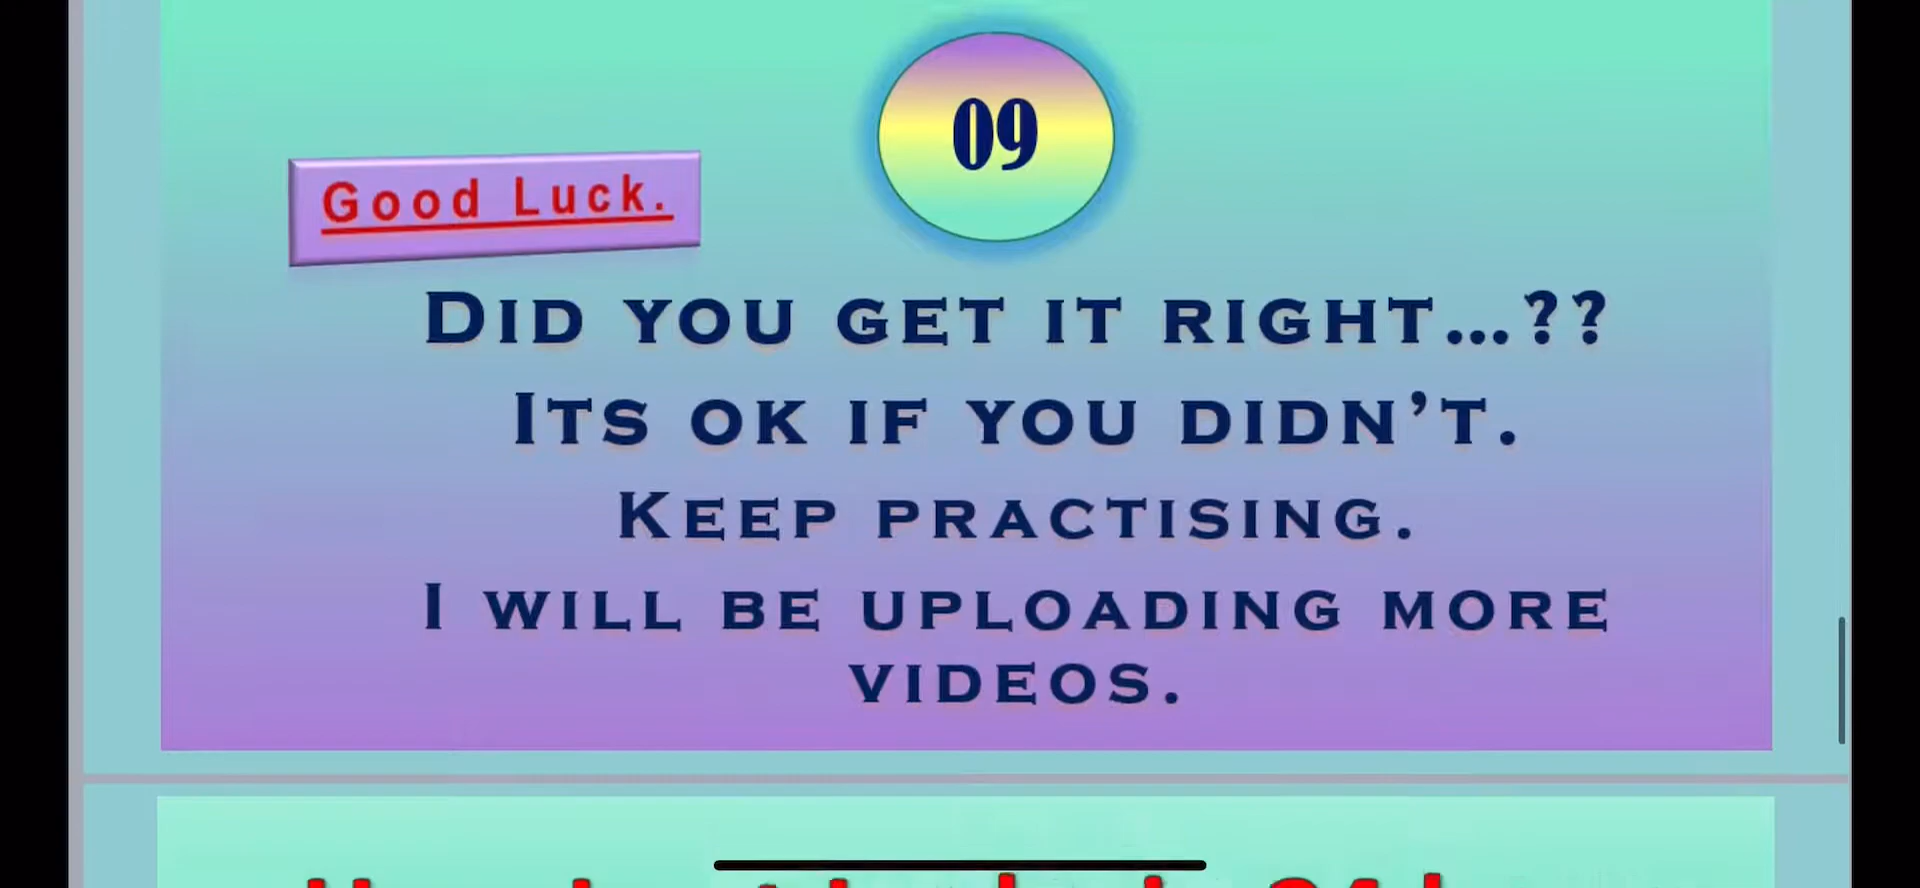 09
Good Luck.
DID YOU GET IT RIGHT...??
ITS OK IF YOU DIDN’T.
KEEP PRACTISING.
I WILL BE UPLOADING MORE
VIDEOS.